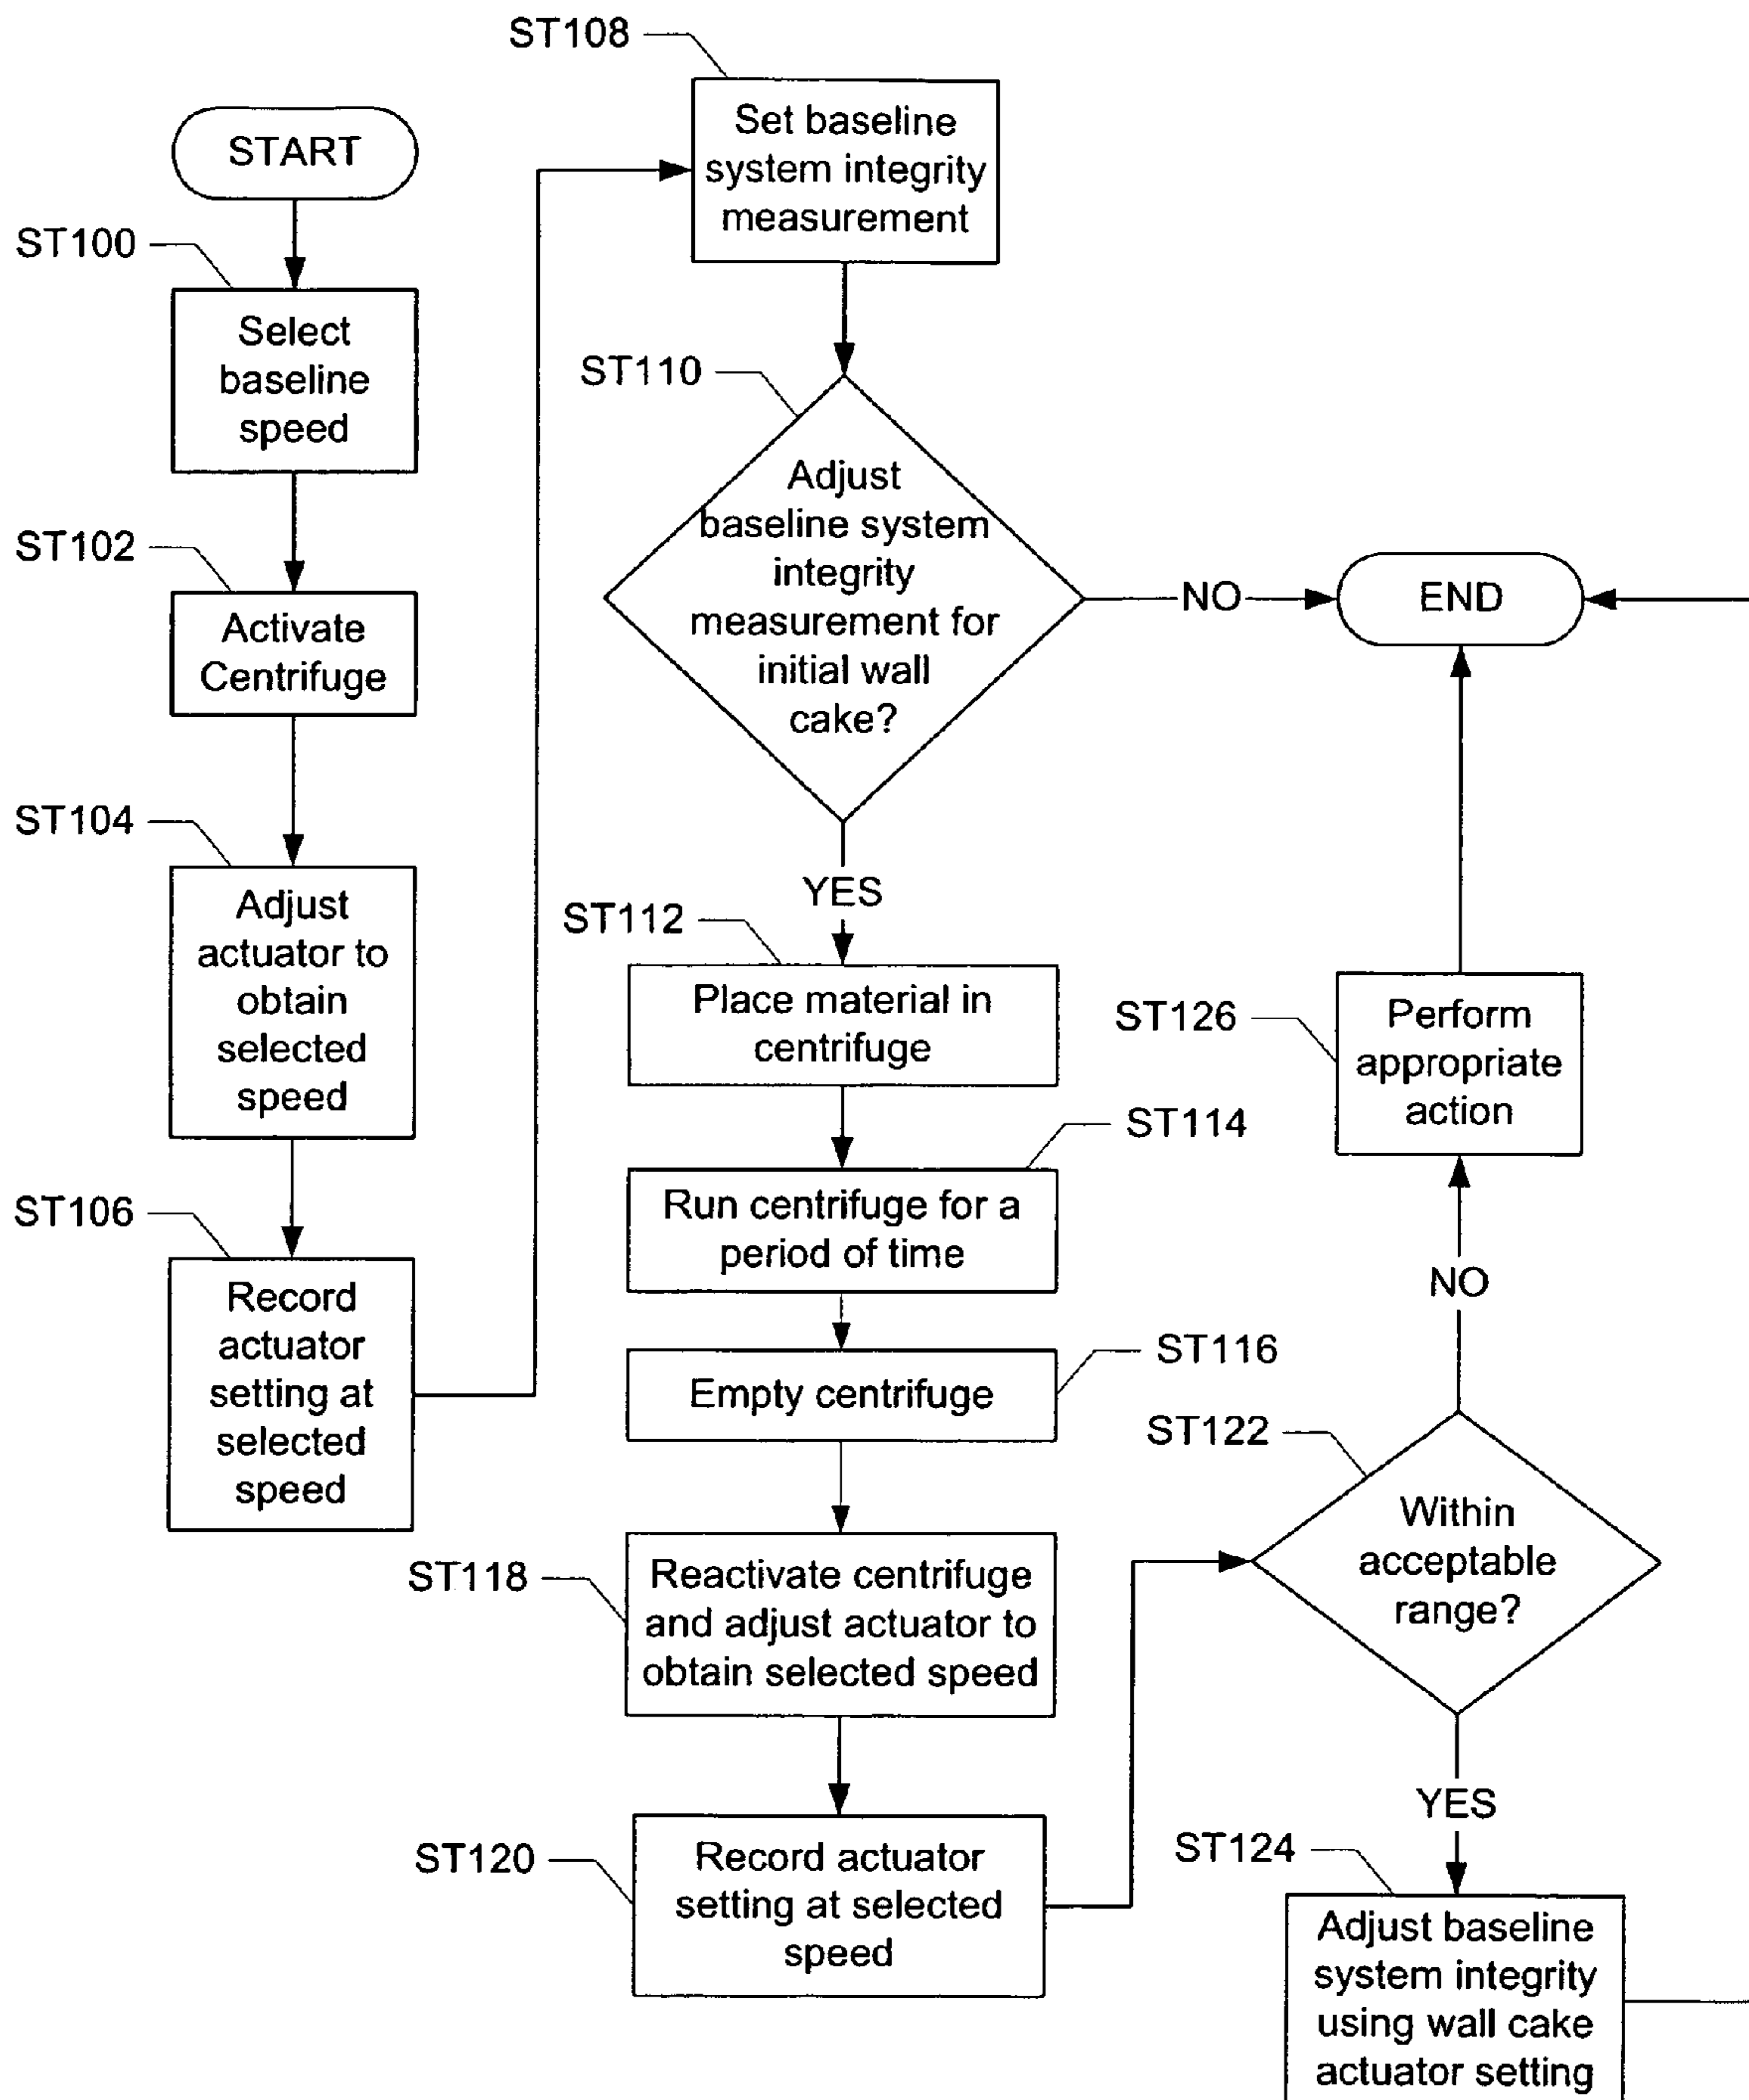 START
ST100
Select
baseline
speed
ST102
Activate
Centrifuge
ST104
Adjust
actuator to
obtain
selected
speed
ST106
Record
actuator
setting at
selected
speed
ST108
Set baseline
system integrity
measurement
ST110
Adjust
baseline system
integrity
measurement for
initial wall
cake?
NO
END
YES
ST112
Place material in
centrifuge
ST114
Run centrifuge for a
period of time
ST116
Empty centrifuge
ST118
Reactivate centrifuge
and adjust actuator to
obtain selected speed
ST120
Record actuator
setting at selected
speed
ST122
Within
acceptable
range?
NO
ST126
Perform
appropriate
action
YES
ST124
Adjust baseline
system integrity
using wall cake
actuator setting